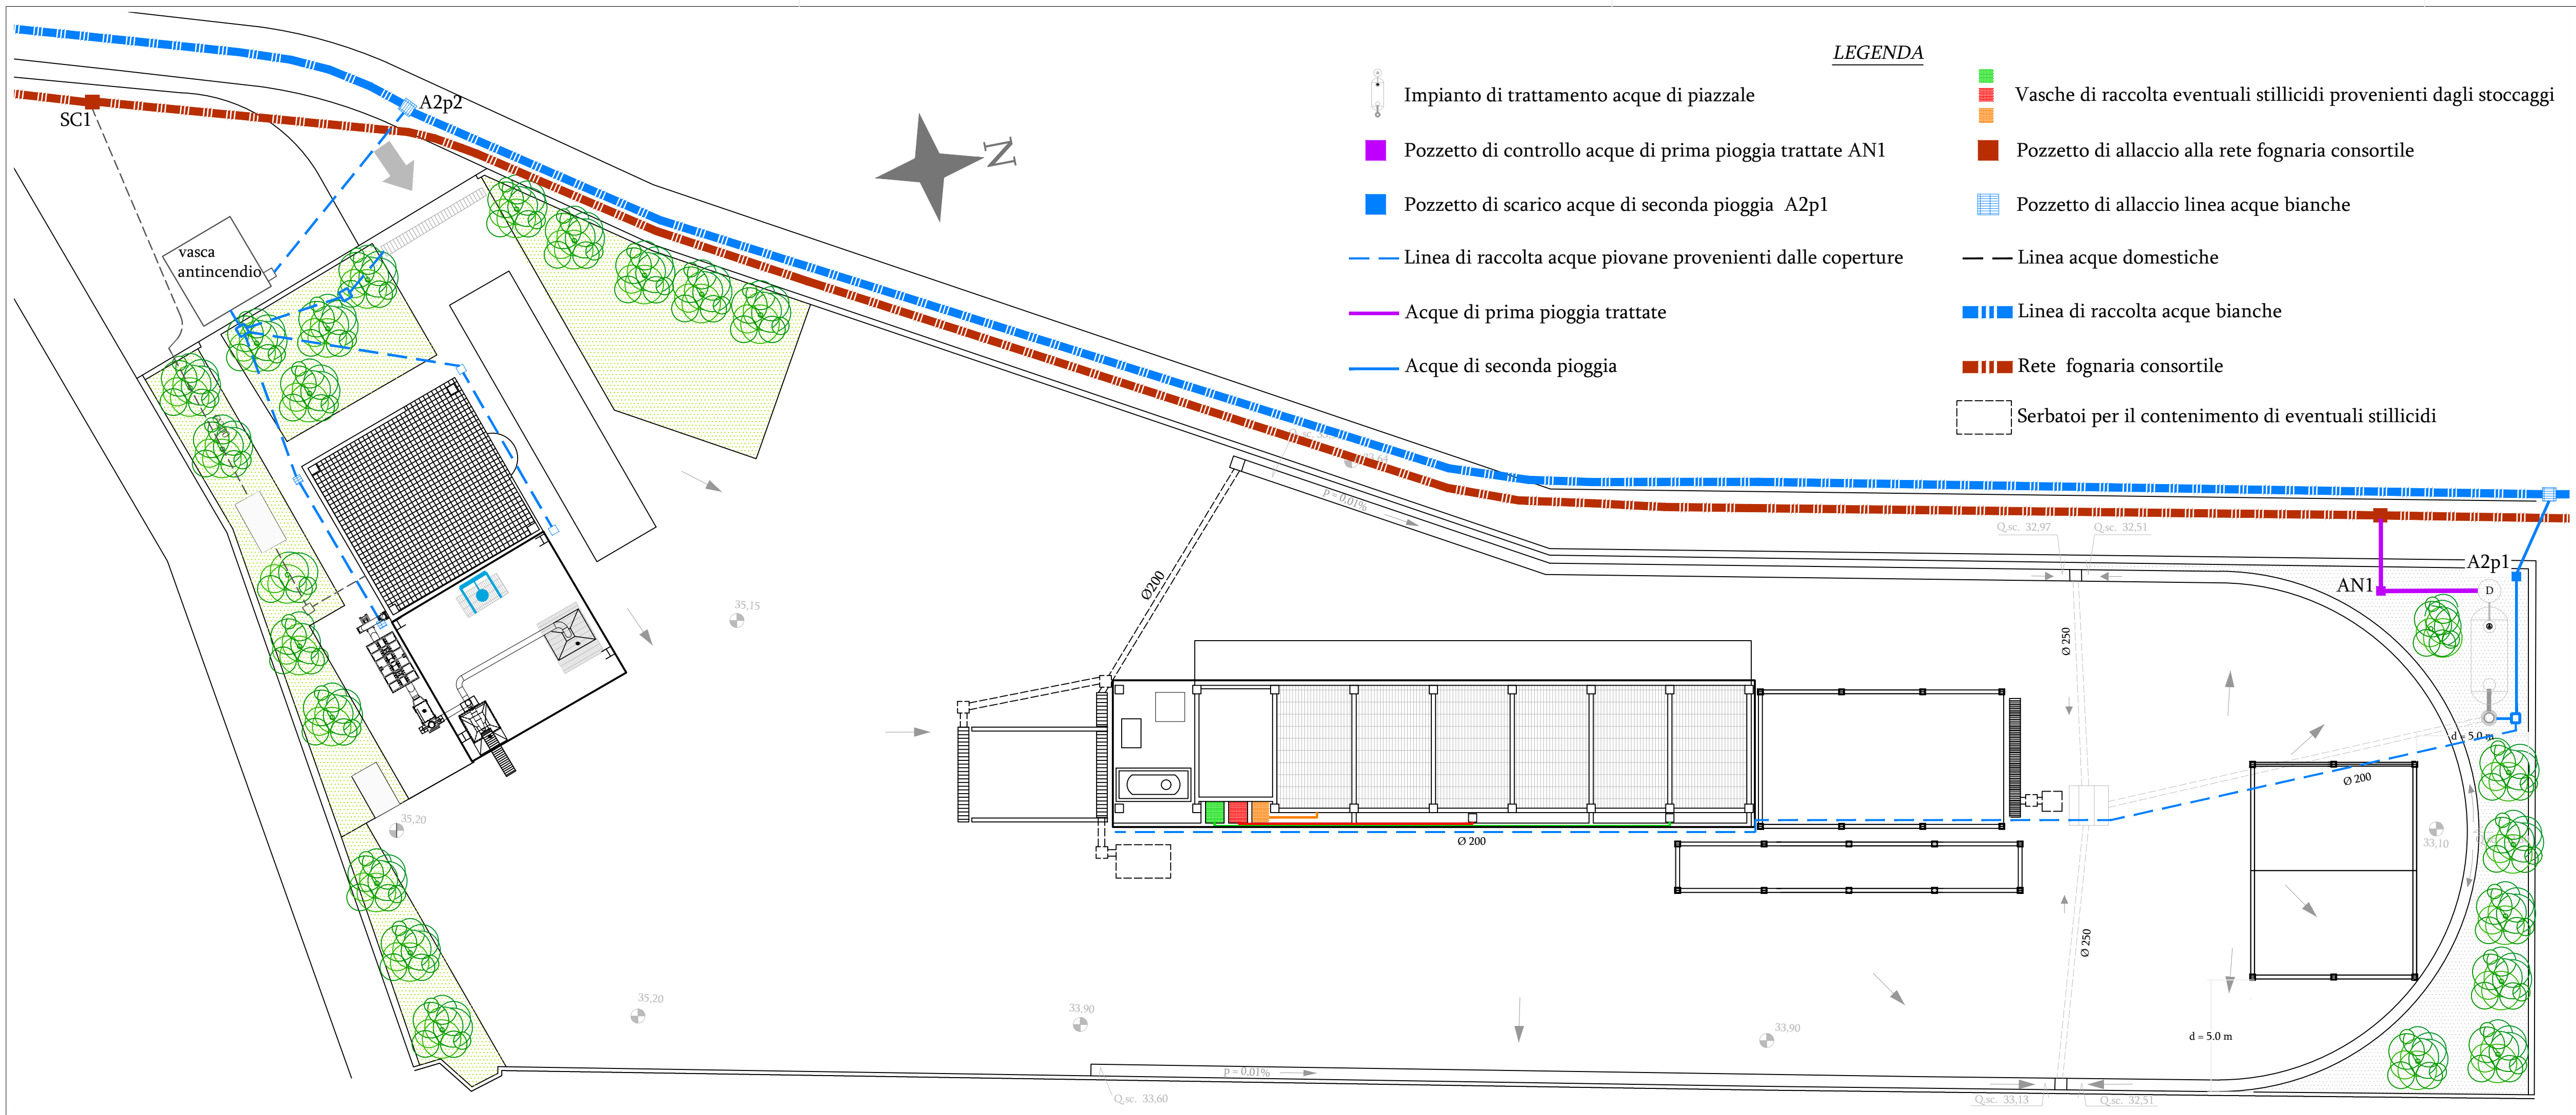 LEGENDA
Impianto di trattamento acque di piazzale
Pozzetto di controllo acque di prima pioggia trattate AN1
Pozzetto di scarico acque di seconda pioggia A2p1
Linea di raccolta acque piovane provenienti dalle coperture
Acque di prima pioggia trattate
Acque di seconda pioggia
Vasche di raccolta eventuali stillicidi provenienti dagli stoccaggi
Pozzetto di allaccio alla rete fognaria consortile
Pozzetto di allaccio linea acque bianche
Linea acque domestiche
Linea di raccolta acque bianche
Rete fognaria consortile
Serbatoi per il contenimento di eventuali stillicidi
A2p2
SC1
N
vasca
antincendio
p = 0,01%
Ø200
Q.sc. 32,97
Q.sc. 32,51
A2p1
AN1
D
35,15
Ø 250
d = 5.0 m
Ø 200
35,20
33,10
Ø 200
Ø 250
35,20
33,90
33,90
d = 5.0 m
p = 0,01%
Q.sc. 33,60
Q.sc. 33,13
Q.sc. 32,51